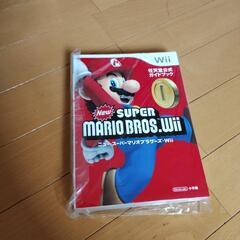 Wii
任天堂公式
ガイドブック
New
SUPER
MARIO BROS.Wii
ニュー・スーパーマリオブラザーズ・Wii
Nintendo
小学館